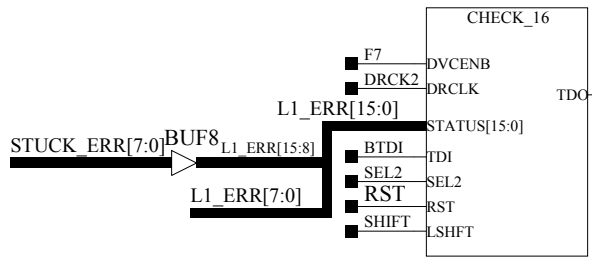 CHECK_16
F7
DVCENB
DRCK2
DRCLK
TDO
L1_ERR[15:0]
STATUS[15:0]
STUCK_ERR[7:0]
BUF8
L1_ERR[15:8]
BTDI
TDI
SEL2
SEL2
L1_ERR[7:0]
RST
RST
SHIFT
LSHFT